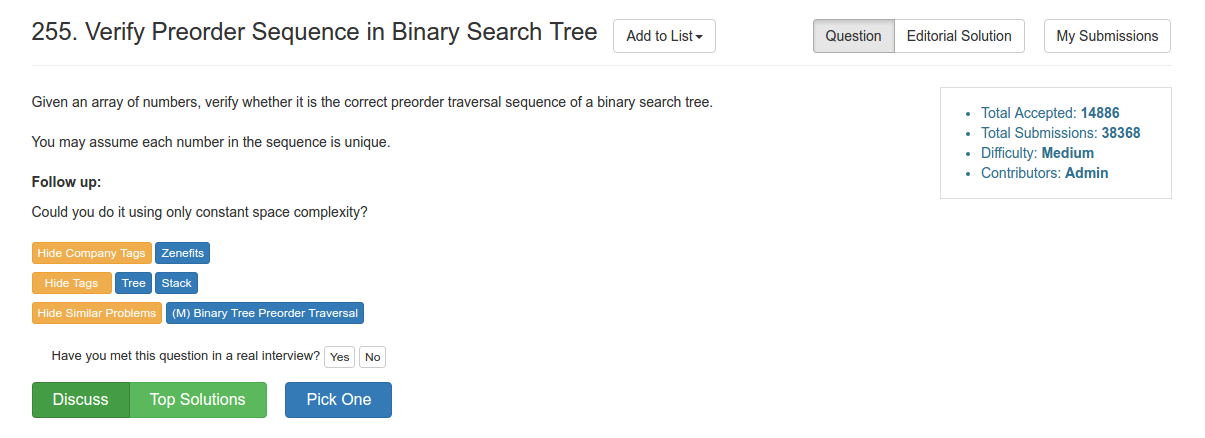 255. Verify Preorder Sequence in Binary Search Tree Add to List Question Editorial Solution My Submissions
Given an array of numbers, verify whether it is the correct preorder traversal sequence of a binary search tree.
You may assume each number in the sequence is unique.
Follow up:
Could you do it using only constant space complexity?
Total Accepted: 14886
Total Submissions: 38368
Difficulty: Medium
Contributors: Admin
Hide Company Tags Zenefits
Hide Tags Tree Stack
Hide Similar Problems (M) Binary Tree Preorder Traversal
Have you met this question in a real interview? Yes No
Discuss Top Solutions Pick One